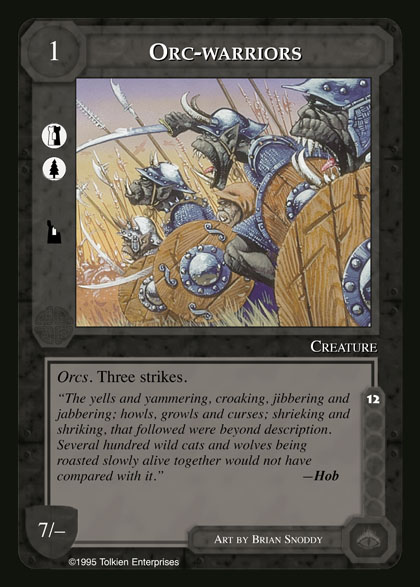 1
ORC-WARRIORS
CREATURE
Orcs. Three strikes.
“The yells and yammering, croaking, jibbering and
jabbering; howls, growls and curses; shrieking and
shriking, that followed were beyond description.
Several hundred wild cats and wolves being
roasted slowly alive together would not have
compared with it.” —Hob
12
7/–
ART BY BRIAN SNODDY
©1995 Tolkien Enterprises